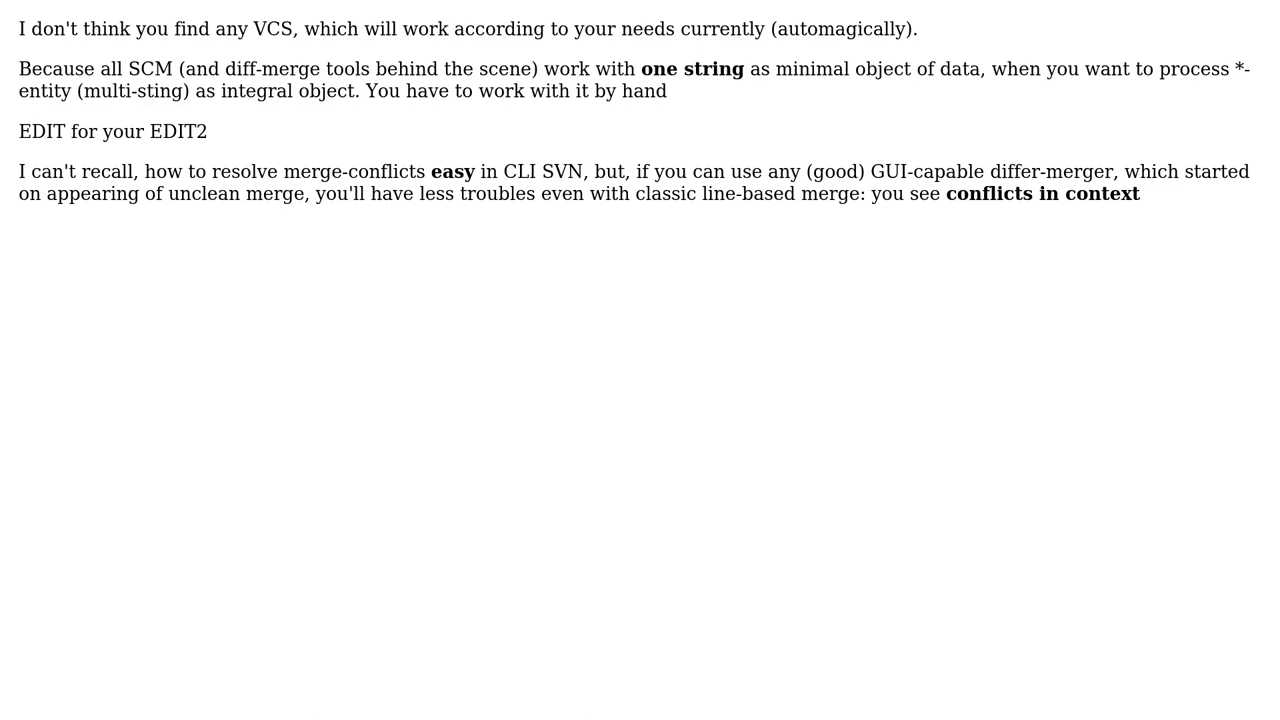 I don't think you find any VCS, which will work according to your needs currently (automagically).
Because all SCM (and diff-merge tools behind the scene) work with one string as minimal object of data, when you want to process *-
entity (multi-sting) as integral object. You have to work with it by hand
EDIT for your EDIT2
I can't recall, how to resolve merge-conflicts easy in CLI SVN, but, if you can use any (good) GUI-capable differ-merger, which started
on appearing of unclean merge, you'll have less troubles even with classic line-based merge: you see conflicts in context